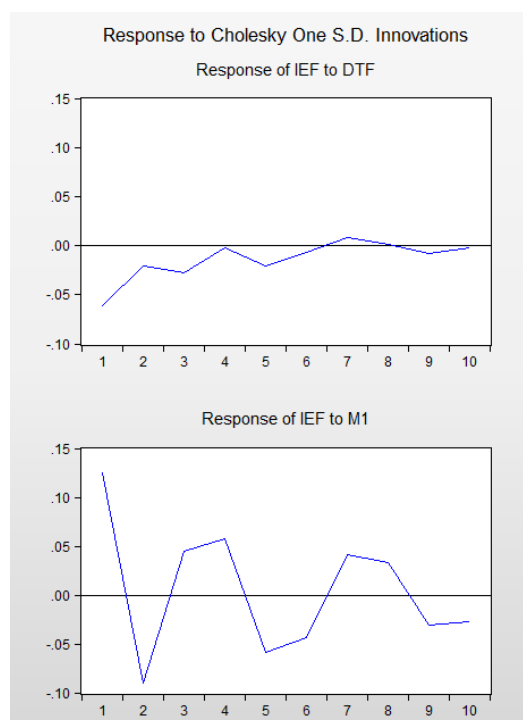 Response to Cholesky One S.D. Innovations
Response of IEF to DTF
.15
.10
.05
.00
-.05
-.10
1 2 3 4 5 6 7 8 9 10
Response of IEF to M1
.15
.10
.05
.00
-.05
-.10
1 2 3 4 5 6 7 8 9 10